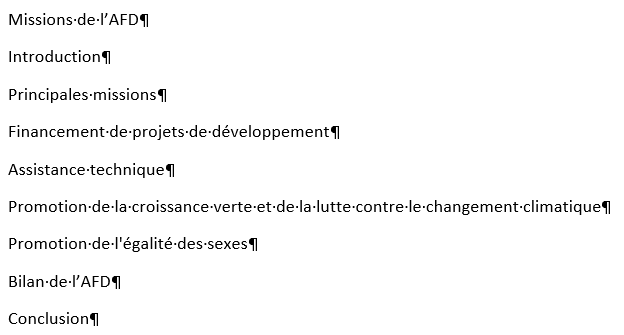 Missions·de·l’AFD¶
Introduction¶
Principales·missions¶
Financement·de·projets·de·développement¶
Assistance·technique¶
Promotion·de·la·croissance·verte·et·de·la·lutte·contre·le·changement·climatique¶
Promotion·de·l'égalité·des·sexes¶
Bilan·de·l’AFD¶
Conclusion¶